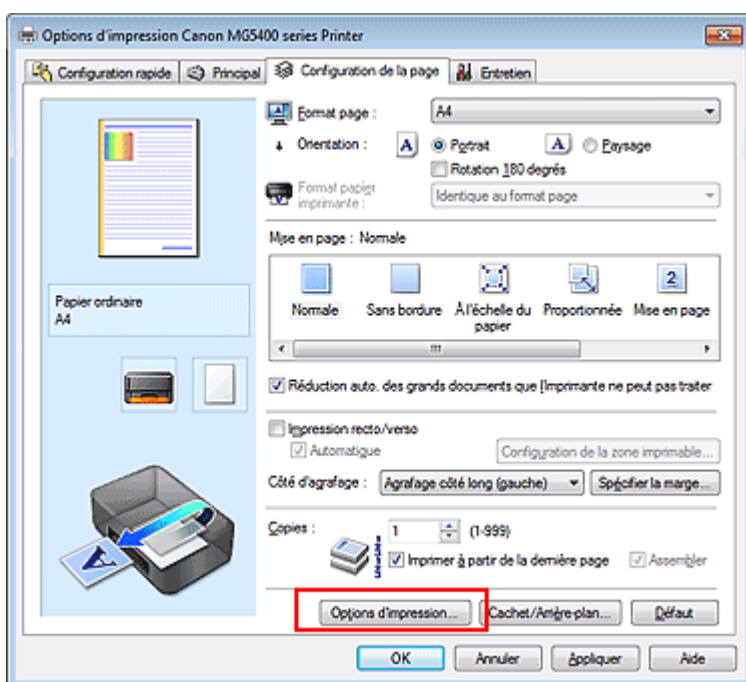 Options d'impression Canon MG5400 series Printer
Configuration rapide Principal Configuration de la page Entretien
Format page : A4
Orientation : A Portrait A Paysage
Rotation 180 degrés
Format papier imprimante : Identique au format page
Mise en page : Normale
2
Normale Sans bordure À l'échelle du papier Proportionnée Mise en page
Papier ordinaire
A4
Réduction auto. des grands documents que l'imprimante ne peut pas traiter
Impression recto/verso
Automatique Configuration de la zone imprimable...
Côté d'agrafage : Agrafage côté long (gauche) Spécifier la marge...
Copies : 1 (1-999)
Imprimer à partir de la dernière page Assembler
Options d'impression... Cachet/Arrière-plan... Défaut
OK Annuler Appliquer Aide